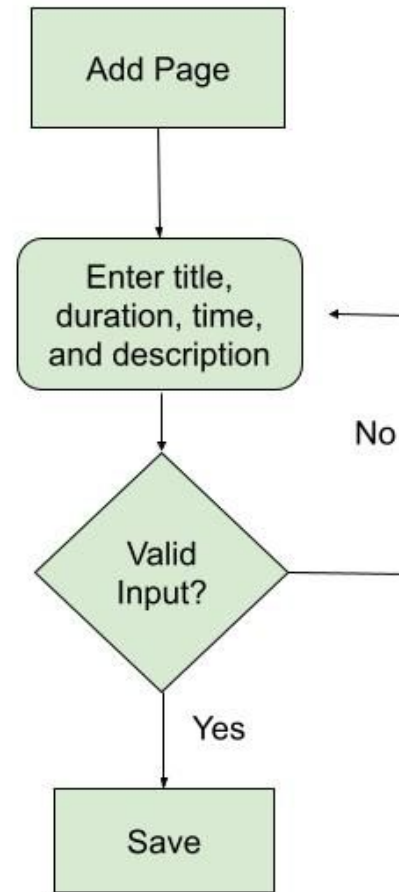 Add Page
Enter title,
duration, time,
and description
No
Valid
Input?
Yes
Save